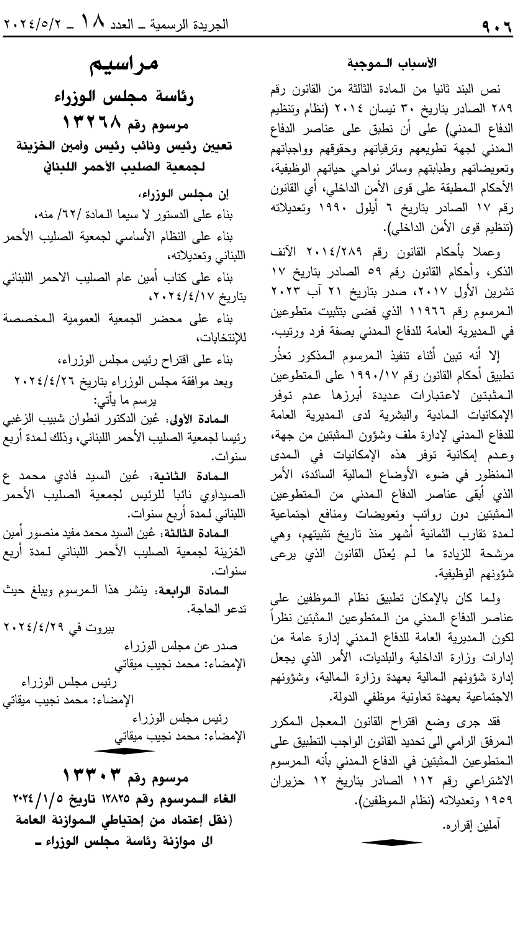 ٩٠٦
الجريدة الرسمية ــ العدد ١٨ ــ ٢٠٢٤/٥/٢
الأسباب الموجبة
نص البند ثانيا من المادة الثالثة من القانون رقم
٢٨٩ الصادر بتاريخ ٣٠ نيسان ٢٠١٤ (نظام وتنظيم
الدفاع المدني) على أن تطبق على عناصر الدفاع
المدني لجهة تطويعهم وترقياتهم وحقوقهم وواجباتهم
وتعويضاتهم وطبابتهم وسائر نواحي حياتهم الوظيفية،
الأحكام المطبقة على قوى الأمن الداخلي، أي القانون
رقم ١٧ الصادر بتاريخ ٦ أيلول ١٩٩٠ وتعديلاته
(تنظيم قوى الأمن الداخلي).
وعملا بأحكام القانون رقم ٢٠١٤/٢٨٩ الآنف
الذكر، وأحكام القانون رقم ٥٩ الصادر بتاريخ ١٧
تشرين الأول ٢٠١٧، صدر بتاريخ ٢١ آب ٢٠٢٣
المرسوم رقم ١١٩٦٦ الذي قضى بتثبيت متطوعين
في المديرية العامة للدفاع المدني بصفة فرد ورتيب.
إلا أنه تبين أثناء تنفيذ المرسوم المذكور تعذّر
تطبيق أحكام القانون رقم ١٩٩٠/١٧ على المتطوعين
المثبتين لاعتبارات عديدة أبرزها عدم توفر
الإمكانيات المادية والبشرية لدى المديرية العامة
للدفاع المدني لإدارة ملف وشؤون المثبتين من جهة،
وعدم إمكانية توفر هذه الإمكانيات في المدى
المنظور في ضوء الأوضاع المالية السائدة، الأمر
الذي أبقى عناصر الدفاع المدني من المتطوعين
المثبتين دون رواتب وتعويضات ومنافع اجتماعية
لمدة تقارب الثمانية أشهر منذ تاريخ تثبيتهم، وهي
مرشحة للزيادة ما لم يُعدّل القانون الذي يرعى
شؤونهم الوظيفية.
ولما كان بالإمكان تطبيق نظام الموظفين على
عناصر الدفاع المدني من المتطوعين المثبتين نظراً
لكون المديرية العامة للدفاع المدني إدارة عامة من
إدارات وزارة الداخلية والبلديات، الأمر الذي يجعل
إدارة شؤونهم المالية بعهدة وزارة المالية، وشؤونهم
الاجتماعية بعهدة تعاونية موظفي الدولة.
فقد جرى وضع اقتراح القانون المعجل المكرر
المرفق الرامي الى تحديد القانون الواجب التطبيق على
المتطوعين المثبتين في الدفاع المدني بأنه المرسوم
الاشتراعي رقم ١١٢ الصادر بتاريخ ١٢ حزيران
١٩٥٩ وتعديلاته (نظام الموظفين).
آملين إقراره.
مراسيم
رئاسة مجلس الوزراء
مرسوم رقم ١٣٢٦٨
تعيين رئيس ونائب رئيس وأمين الخزينة
لجمعية الصليب الأحمر اللبناني
إن مجلس الوزراء،
بناء على الدستور لا سيما المادة /٦٢/ منه،
بناء على النظام الأساسي لجمعية الصليب الأحمر
اللبناني وتعديلاته،
بناء على كتاب أمين عام الصليب الاحمر اللبناني
بتاريخ ٢٠٢٤/٤/١٧،
بناء على محضر الجمعية العمومية المخصصة
للإنتخابات،
بناء على اقتراح رئيس مجلس الوزراء،
وبعد موافقة مجلس الوزراء بتاريخ ٢٠٢٤/٤/٢٦
يرسم ما يأتي:
المادة الأولى: عُين الدكتور انطوان شبيب الزغبي
رئيسا لجمعية الصليب الأحمر اللبناني، وذلك لمدة أربع
سنوات.
المادة الثانية: عُين السيد فادي محمد ع
الصيداوي نائبا للرئيس لجمعية الصليب الأحمر
اللبناني لمدة أربع سنوات.
المادة الثالثة: عُين السيد محمد مفيد منصور أمين
الخزينة لجمعية الصليب الأحمر اللبناني لمدة أربع
سنوات.
المادة الرابعة: ينشر هذا المرسوم ويبلغ حيث
تدعو الحاجة.
بيروت في ٢٠٢٤/٤/٢٩
صدر عن مجلس الوزراء
الإمضاء: محمد نجيب ميقاتي
رئيس مجلس الوزراء
الإمضاء: محمد نجيب ميقاتي
رئيس مجلس الوزراء
الإمضاء: محمد نجيب ميقاتي
مرسوم رقم ١٣٣٠٣
الغاء المرسوم رقم ١٢٨٢٥ تاريخ ٢٠٢٤/١/٥
(نقل إعتماد من إحتياطي الموازنة العامة
الى موازنة رئاسة مجلس الوزراء ــ